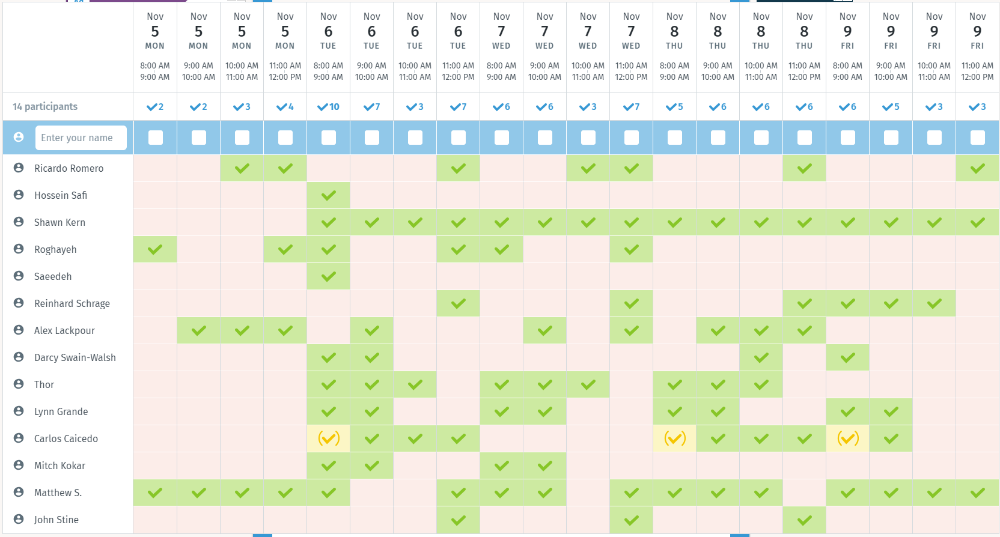 Nov Nov Nov Nov Nov Nov Nov Nov Nov Nov Nov Nov Nov Nov Nov Nov Nov Nov Nov Nov
5 5 5 5 6 6 6 6 7 7 7 7 8 8 8 8 9 9 9 9
MON MON MON MON TUE TUE TUE TUE WED WED WED WED THU THU THU THU FRI FRI FRI FRI
8:00 AM 9:00 AM 10:00 AM 11:00 AM 8:00 AM 9:00 AM 10:00 AM 11:00 AM 8:00 AM 9:00 AM 10:00 AM 11:00 AM 8:00 AM 9:00 AM 10:00 AM 11:00 AM 8:00 AM 9:00 AM 10:00 AM 11:00 AM
9:00 AM 10:00 AM 11:00 AM 12:00 PM 9:00 AM 10:00 AM 11:00 AM 12:00 PM 9:00 AM 10:00 AM 11:00 AM 12:00 PM 9:00 AM 10:00 AM 11:00 AM 12:00 PM 9:00 AM 10:00 AM 11:00 AM 12:00 PM
14 participants 2 2 3 4 10 7 3 7 6 6 3 7 5 6 6 6 6 5 3 3
Enter your name
Ricardo Romero
Hossein Safi
Shawn Kern
Roghayeh
Saeedeh
Reinhard Schrage
Alex Lackpour
Darcy Swain-Walsh
Thor
Lynn Grande
Carlos Caicedo
Mitch Kokar
Matthew S.
John Stine